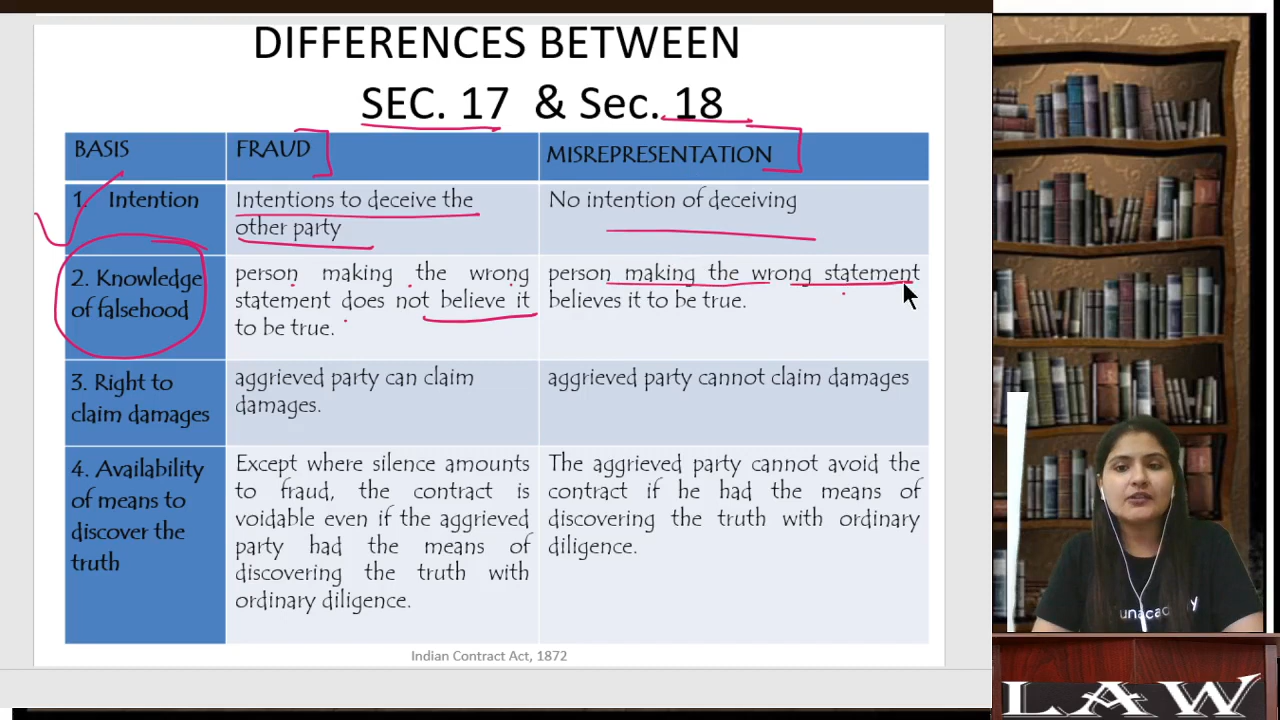 DIFFERENCES BETWEEN
SEC. 17 & Sec. 18
BASIS
FRAUD
MISREPRESENTATION
1. Intention
Intentions to deceive the
other party
No intention of deceiving
2. Knowledge
of falsehood
person making the wrong
statement does not believe it
to be true.
person making the wrong statement
believes it to be true.
3. Right to
claim damages
aggrieved party can claim
damages.
aggrieved party cannot claim damages
4. Availability
of means to
discover the
truth
Except where silence amounts
to fraud, the contract is
voidable even if the aggrieved
party had the means of
discovering the truth with
ordinary diligence.
The aggrieved party cannot avoid the
contract if he had the means of
discovering the truth with ordinary
diligence.
Indian Contract Act, 1872
unacademy
LAW